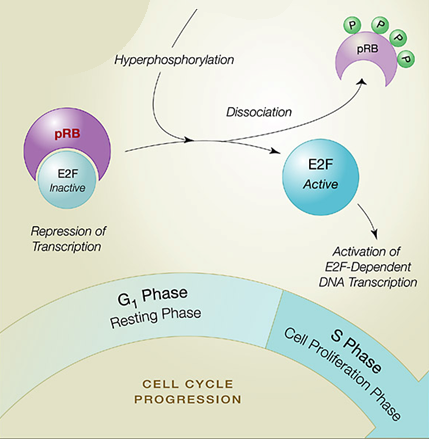 Hyperphosphorylation
P
P
P
P
pRB
Dissociation
pRB
E2F
Inactive
E2F
Active
Repression of
Transcription
Activation of
E2F-Dependent
DNA Transcription
G1 Phase
Resting Phase
S Phase
Cell Proliferation Phase
CELL CYCLE
PROGRESSION